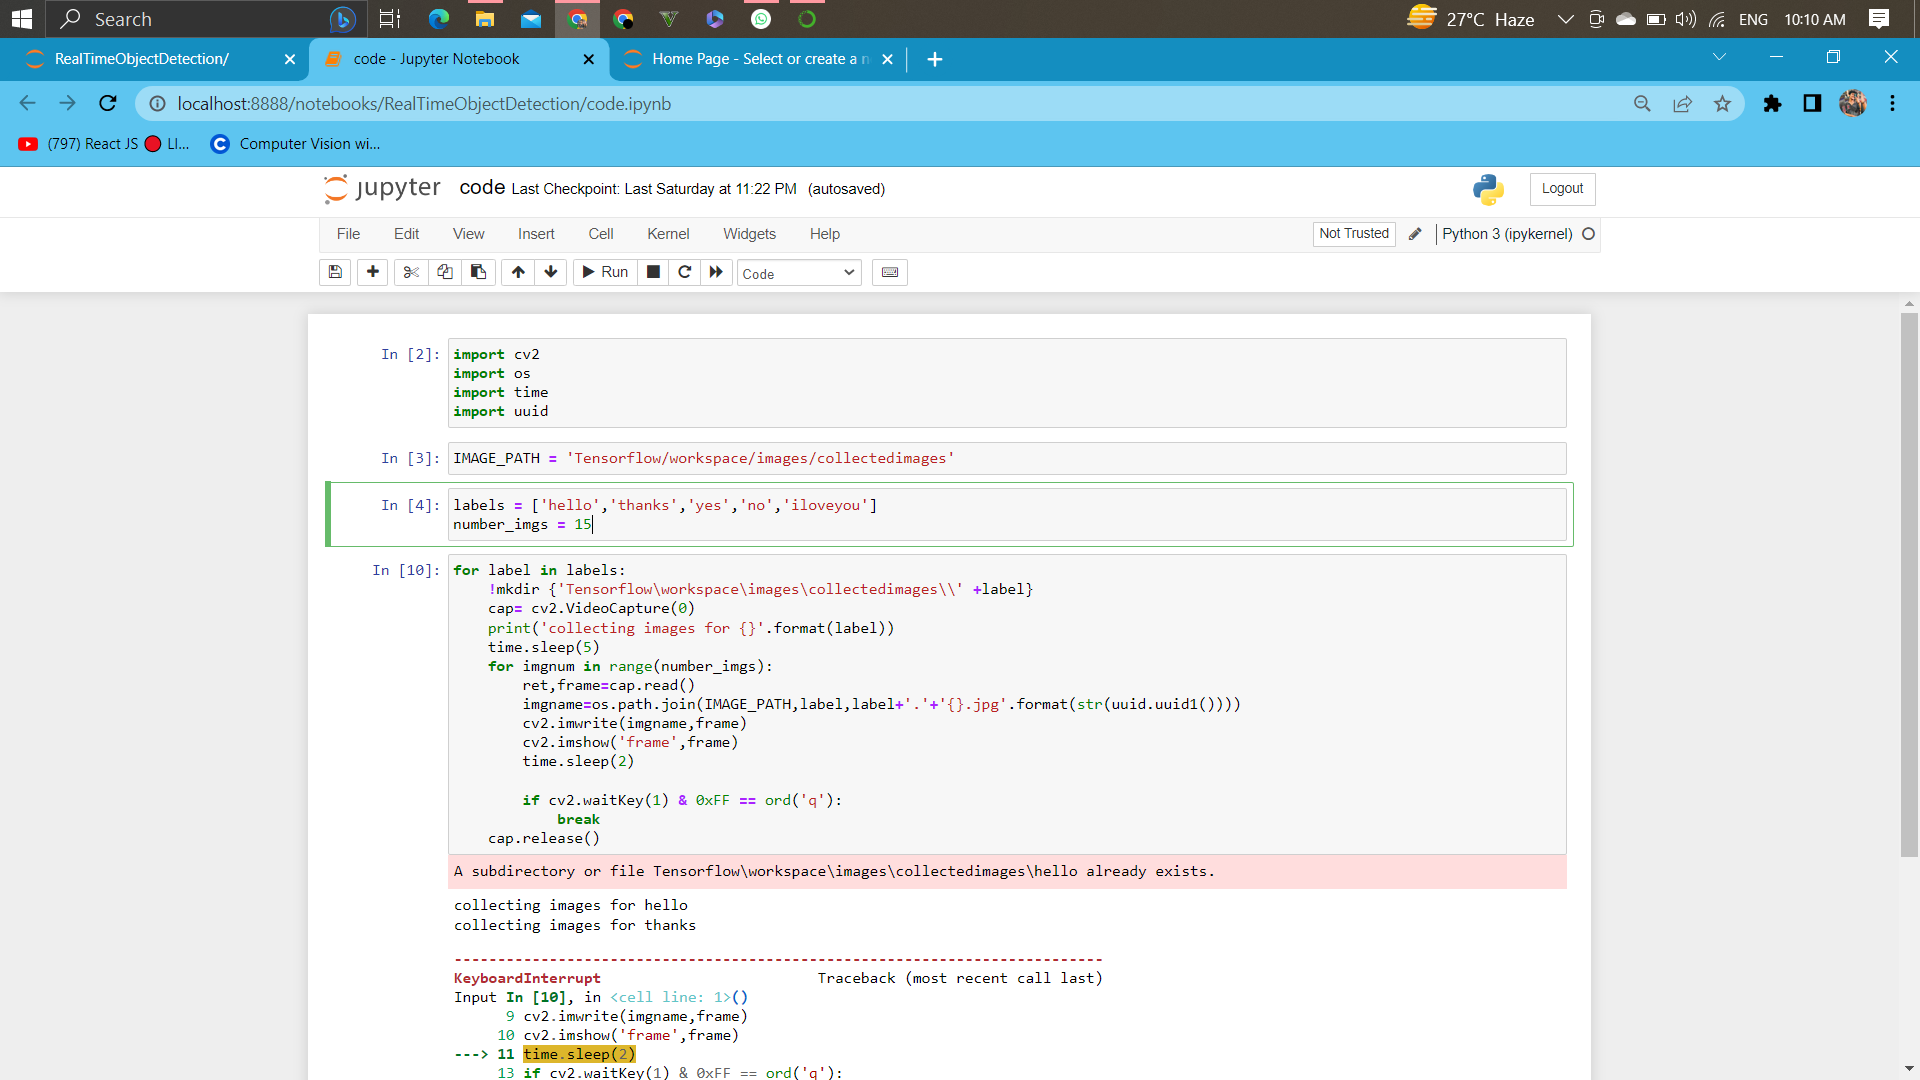 Search
27°C Haze
ENG
10:10 AM
RealTimeObjectDetection/
code - Jupyter Notebook
Home Page - Select or create a n
localhost:8888/notebooks/RealTimeObjectDetection/code.ipynb
(797) React JS 🔴 LI...
Computer Vision wi...
jupyter code Last Checkpoint: Last Saturday at 11:22 PM (autosaved)
Logout
File Edit View Insert Cell Kernel Widgets Help
Not Trusted
Python 3 (ipykernel)
Run
Code
In [2]: import cv2
import os
import time
import uuid
In [3]: IMAGE_PATH = 'Tensorflow/workspace/images/collectedimages'
In [4]: labels = ['hello','thanks','yes','no','iloveyou']
number_imgs = 15
In [10]: for label in labels:
    !mkdir {'Tensorflow\workspace\images\collectedimages\\' +label}
    cap= cv2.VideoCapture(0)
    print('collecting images for {}'.format(label))
    time.sleep(5)
    for imgnum in range(number_imgs):
        ret,frame=cap.read()
        imgname=os.path.join(IMAGE_PATH,label,label+'.'+'{}.jpg'.format(str(uuid.uuid1())))
        cv2.imwrite(imgname,frame)
        cv2.imshow('frame',frame)
        time.sleep(2)
        if cv2.waitKey(1) & 0xFF == ord('q'):
            break
    cap.release()
A subdirectory or file Tensorflow\workspace\images\collectedimages\hello already exists.
collecting images for hello
collecting images for thanks
---------------------------------------------------------------------------
KeyboardInterrupt                         Traceback (most recent call last)
Input In [10], in <cell line: 1>()
      9 cv2.imwrite(imgname,frame)
     10 cv2.imshow('frame',frame)
---> 11 time.sleep(2)
     13 if cv2.waitKey(1) & 0xFF == ord('q'):